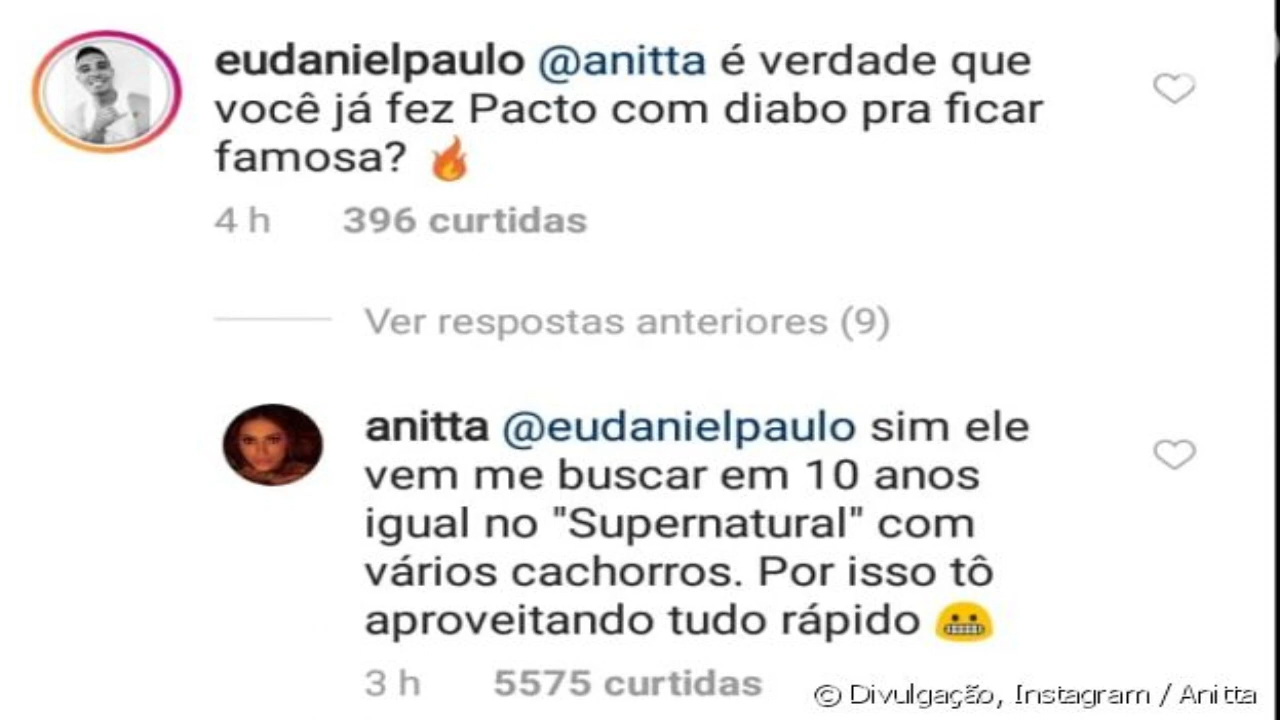 eudanielpaulo @anitta é verdade que
você já fez Pacto com diabo pra ficar
famosa? 🔥
4 h 396 curtidas
Ver respostas anteriores (9)
anitta @eudanielpaulo sim ele
vem me buscar em 10 anos
igual no "Supernatural" com
vários cachorros. Por isso tô
aproveitando tudo rápido 😬
3 h 5575 curtidas
© Divulgação, Instagram / Anitta